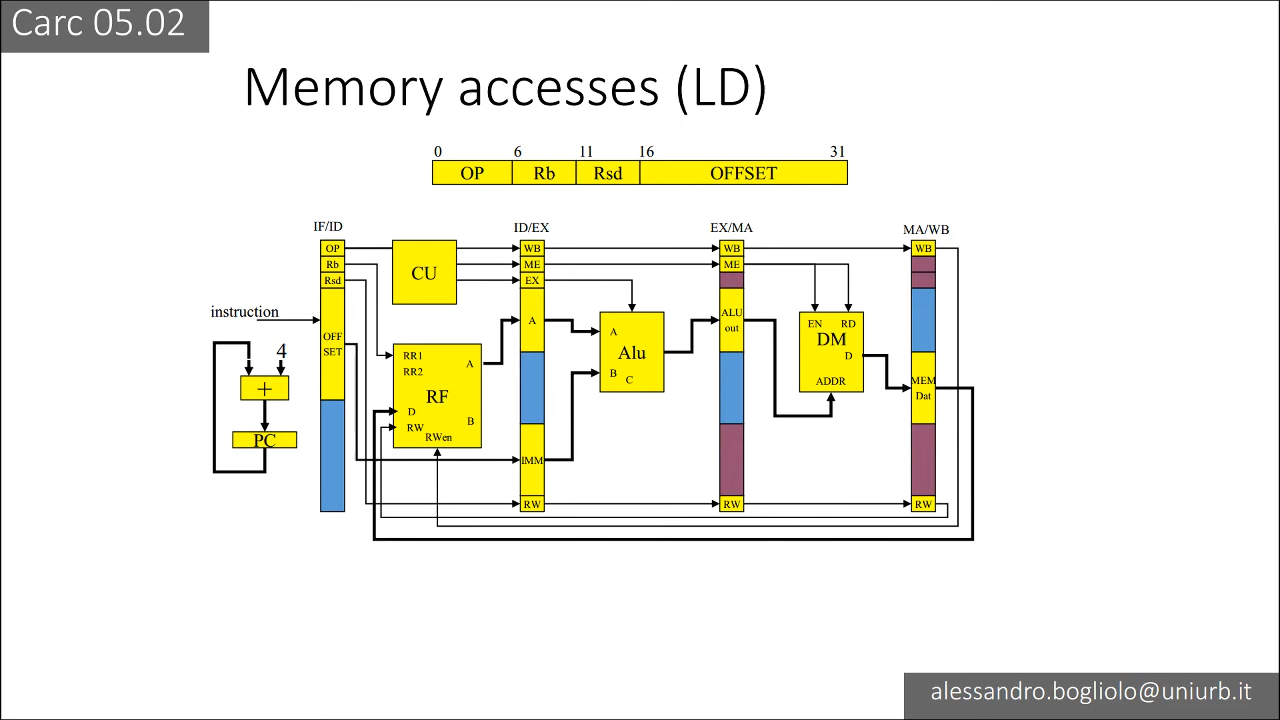 Carc 05.02
Memory accesses (LD)
0 6 11 16 31
OP Rb Rsd OFFSET
IF/ID ID/EX EX/MA MA/WB
OP
Rb
Rsd
OFF
SET
instruction
4
+
PC
CU
RR1
RR2
A
RF
D
RW
RWen
B
WB
ME
EX
A
IMM
RW
A
Alu
B
C
WB
ME
ALU
out
RW
EN RD
DM
D
ADDR
WB
MEM
Dat
RW
alessandro.bogliolo@uniurb.it